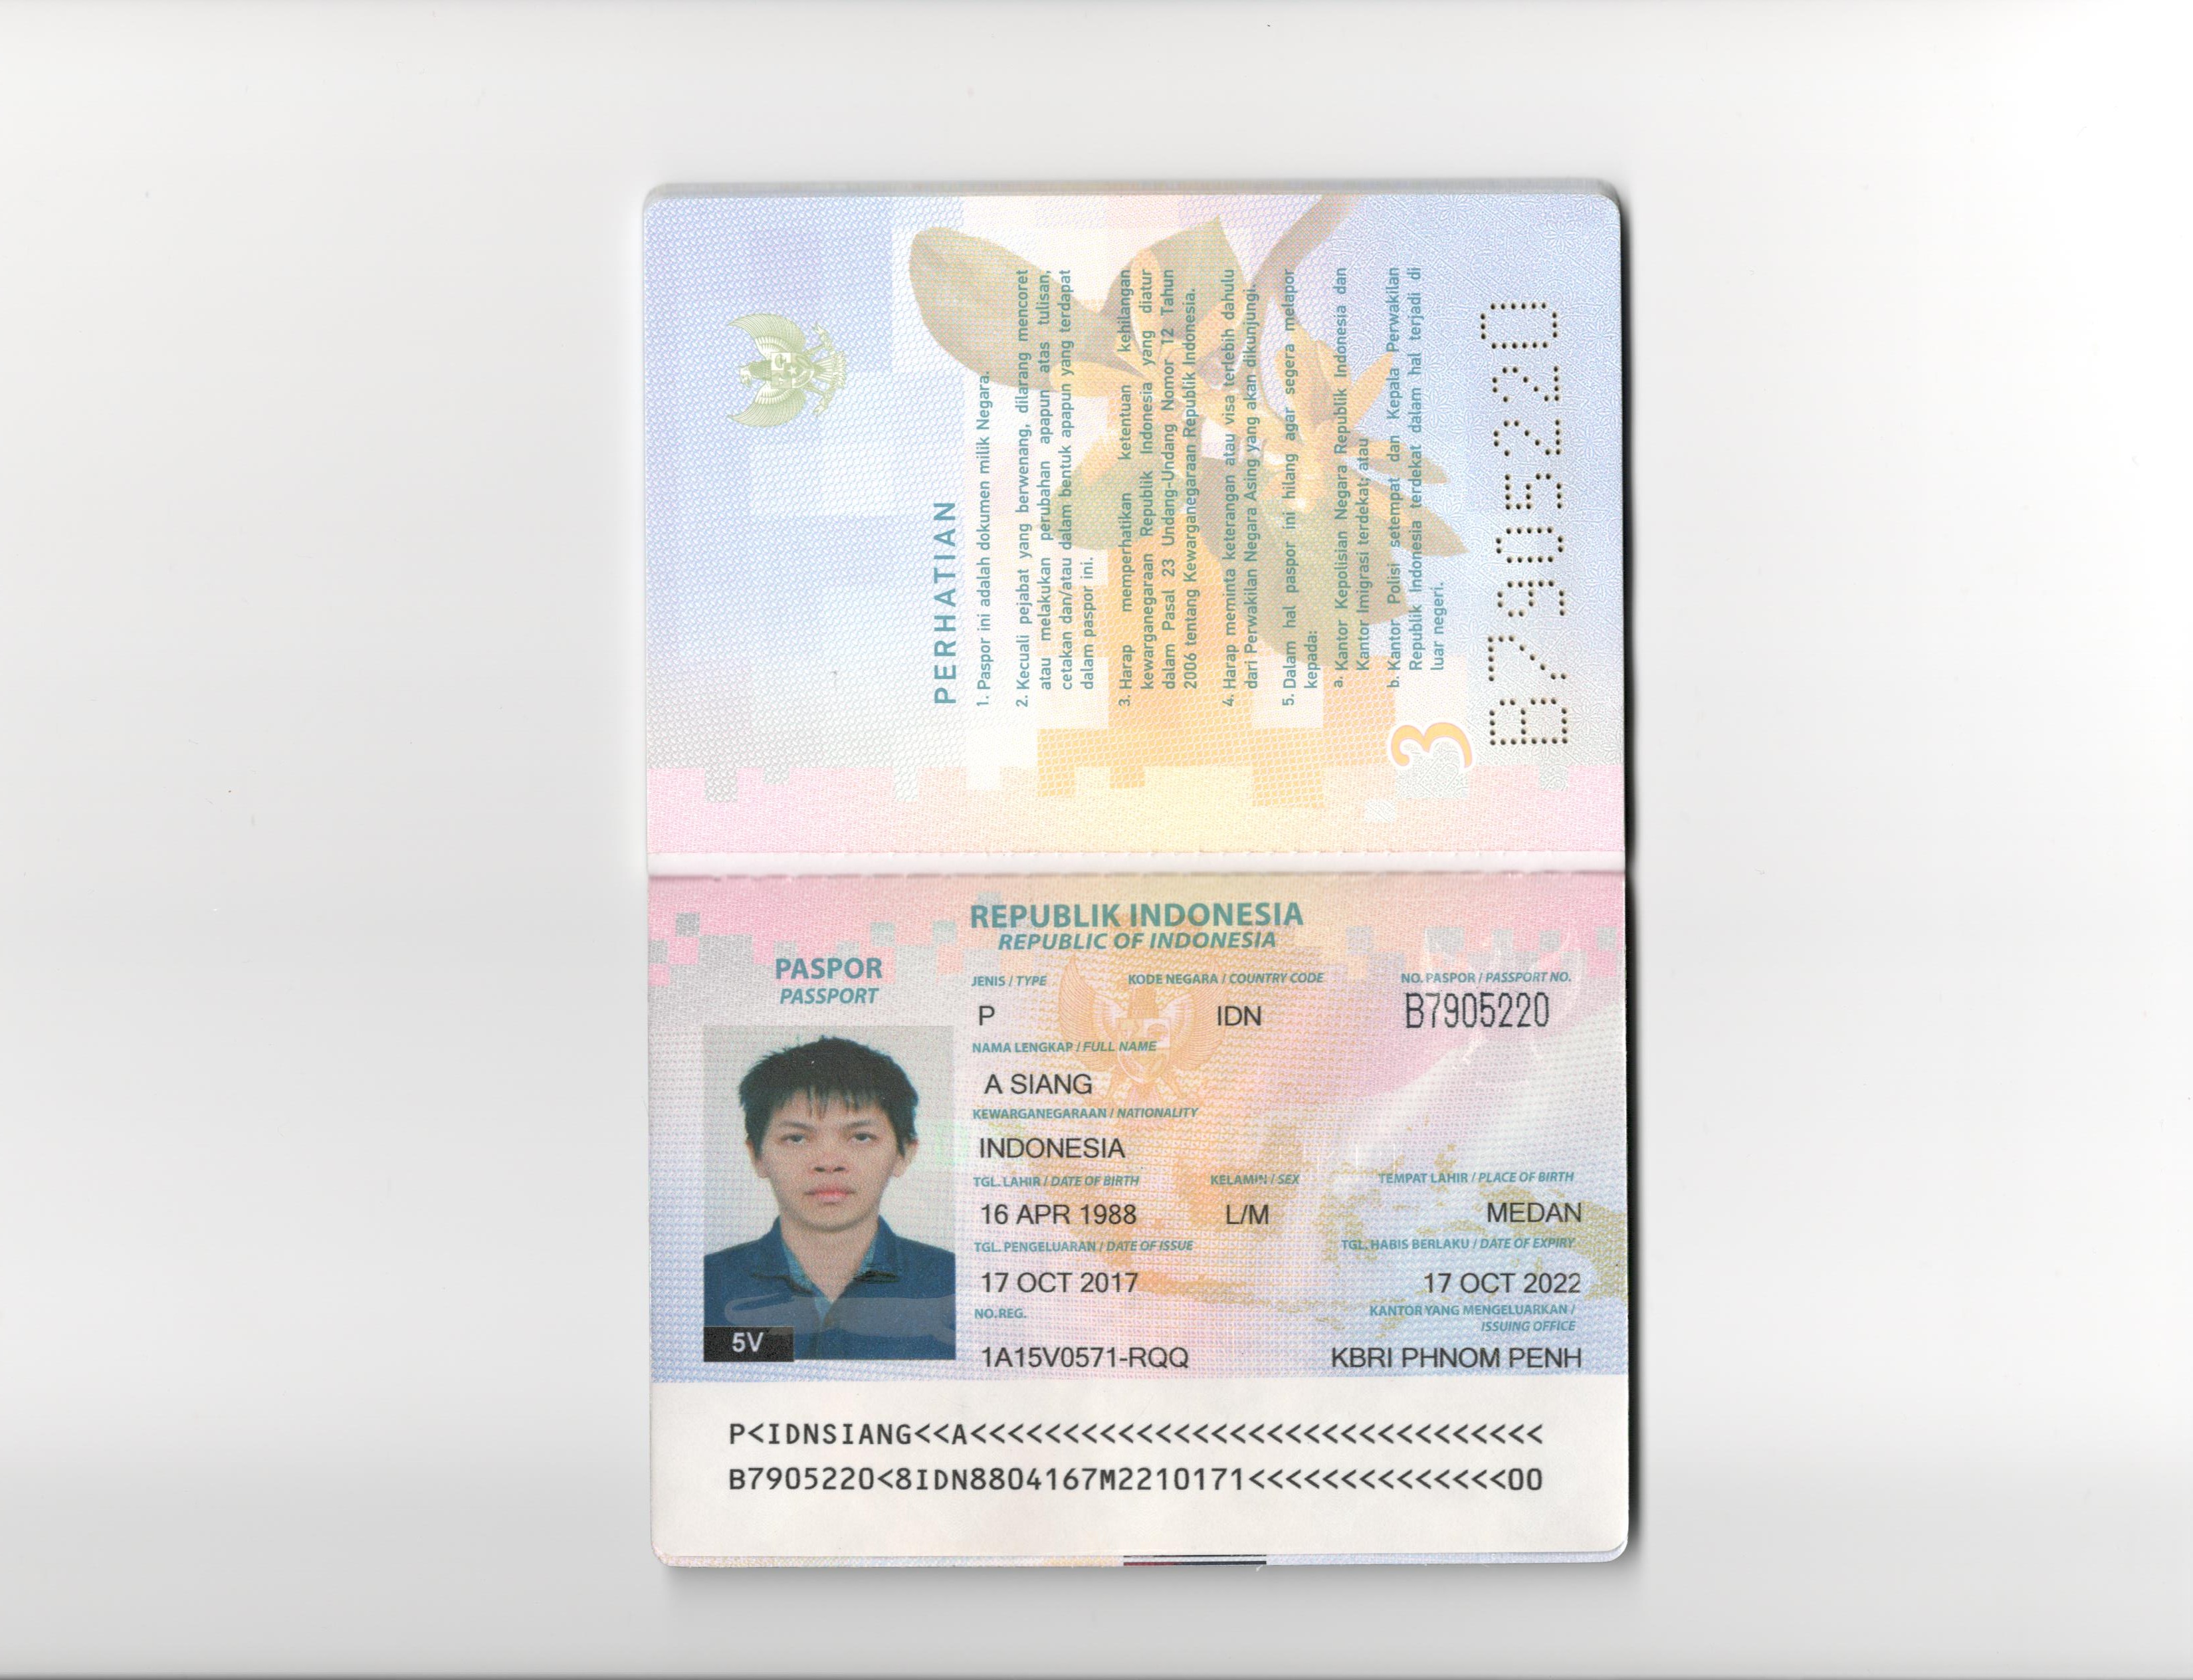 PERHATIAN
1. Paspor ini adalah dokumen milik Negara.
2. Kecuali pejabat yang berwenang, dilarang mencoret
atau melakukan perubahan apapun atas tulisan,
cetakan dan/atau dalam bentuk apapun yang terdapat
dalam paspor ini.
3. Harap memperhatikan ketentuan kehilangan
kewarganegaraan Republik Indonesia yang diatur
dalam Pasal 23 Undang-Undang Nomor 12 Tahun
2006 tentang Kewarganegaraan Republik Indonesia.
4. Harap meminta keterangan atau visa terlebih dahulu
dari Perwakilan Negara Asing yang akan dikunjungi.
5. Dalam hal paspor ini hilang agar segera melapor
kepada:
a. Kantor Kepolisian Negara Republik Indonesia dan
Kantor Imigrasi terdekat; atau
b. Kantor Polisi setempat dan Kepala Perwakilan
Republik Indonesia terdekat dalam hal terjadi di
luar negeri.
3
B7905220
REPUBLIK INDONESIA
REPUBLIC OF INDONESIA
PASPOR
PASSPORT
JENIS / TYPE KODE NEGARA / COUNTRY CODE NO. PASPOR / PASSPORT NO.
P IDN B7905220
NAMA LENGKAP / FULL NAME
A SIANG
KEWARGANEGARAAN / NATIONALITY
INDONESIA
TGL. LAHIR / DATE OF BIRTH KELAMIN / SEX TEMPAT LAHIR / PLACE OF BIRTH
16 APR 1988 L/M MEDAN
TGL. PENGELUARAN / DATE OF ISSUE TGL. HABIS BERLAKU / DATE OF EXPIRY
17 OCT 2017 17 OCT 2022
NO.REG. KANTOR YANG MENGELUARKAN /
ISSUING OFFICE
5V
1A15V0571-RQQ KBRI PHNOM PENH
P<IDNSIANG<<A<<<<<<<<<<<<<<<<<<<<<<<<<<<<<<<
B7905220<8IDN8804167M2210171<<<<<<<<<<<<<<00